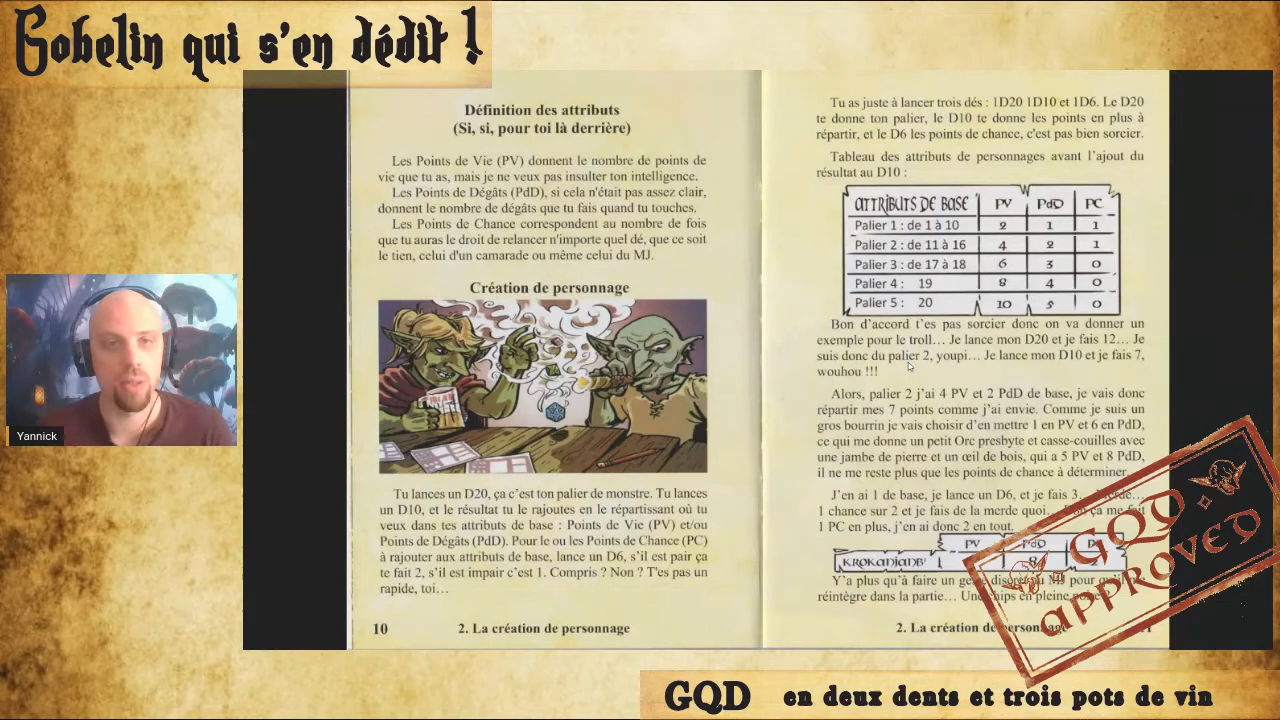 Gobelin qui s'en dédit !
Définition des attributs
(Si, si, pour toi là derrière)
Les Points de Vie (PV) donnent le nombre de points de
vie que tu as, mais je ne veux pas insulter ton intelligence.
Les Points de Dégâts (PdD), si cela n'était pas assez clair,
donnent le nombre de dégâts que tu fais quand tu touches.
Les Points de Chance correspondent au nombre de fois
que tu auras le droit de relancer n'importe quel dé, que ce soit
le tien, celui d'un camarade ou même celui du MJ.
Création de personnage
Tu lances un D20, ça c'est ton palier de monstre. Tu lances
un D10, et le résultat tu le rajoutes en le répartissant où tu
veux dans tes attributs de base : Points de Vie (PV) et/ou
Points de Dégâts (PdD). Pour le ou les Points de Chance (PC)
à rajouter aux attributs de base, lance un D6, s'il est pair ça
te fait 2, s'il est impair c'est 1. Compris ? Non ? T'es pas un
rapide, toi…
10 2. La création de personnage
Tu as juste à lancer trois dés : 1D20 1D10 et 1D6. Le D20
te donne ton palier, le D10 te donne les points en plus à
répartir, et le D6 les points de chance, c'est pas bien sorcier.
Tableau des attributs de personnages avant l'ajout du
résultat au D10 :
ATTRIBUTS DE BASE PV PdD PC
Palier 1 : de 1 à 10 2 1 1
Palier 2 : de 11 à 16 4 2 1
Palier 3 : de 17 à 18 6 3 0
Palier 4 : 19 8 4 0
Palier 5 : 20 10 5 0
Bon d'accord t'es pas sorcier donc on va donner un
exemple pour le troll… Je lance mon D20 et je fais 12… Je
suis donc du palier 2, youpi… Je lance mon D10 et je fais 7,
wouhou !!!
Alors, palier 2 j'ai 4 PV et 2 PdD de base, je vais donc
répartir mes 7 points comme j'ai envie. Comme je suis un
gros bourrin je vais choisir d'en mettre 1 en PV et 6 en PdD,
ce qui me donne un petit Orc presbyte et casse-couilles avec
une jambe de pierre et un œil de bois, qui a 5 PV et 8 PdD,
il ne me reste plus que les points de chance à déterminer.
J'en ai 1 de base, je lance un D6, et je fais 3…
1 chance sur 2 et je fais de la merde quoi… ça me fait
1 PC en plus, j'en ai donc 2 en tout.
PV PdD
KROKANJANB' 8
Y'a plus qu'à faire un geste discret au MJ pour qu'il
réintègre dans la partie… Une chips en pleine
2. La création de personnage
GQD
APPROVED
Yannick
GQD en deux dents et trois pots de vin